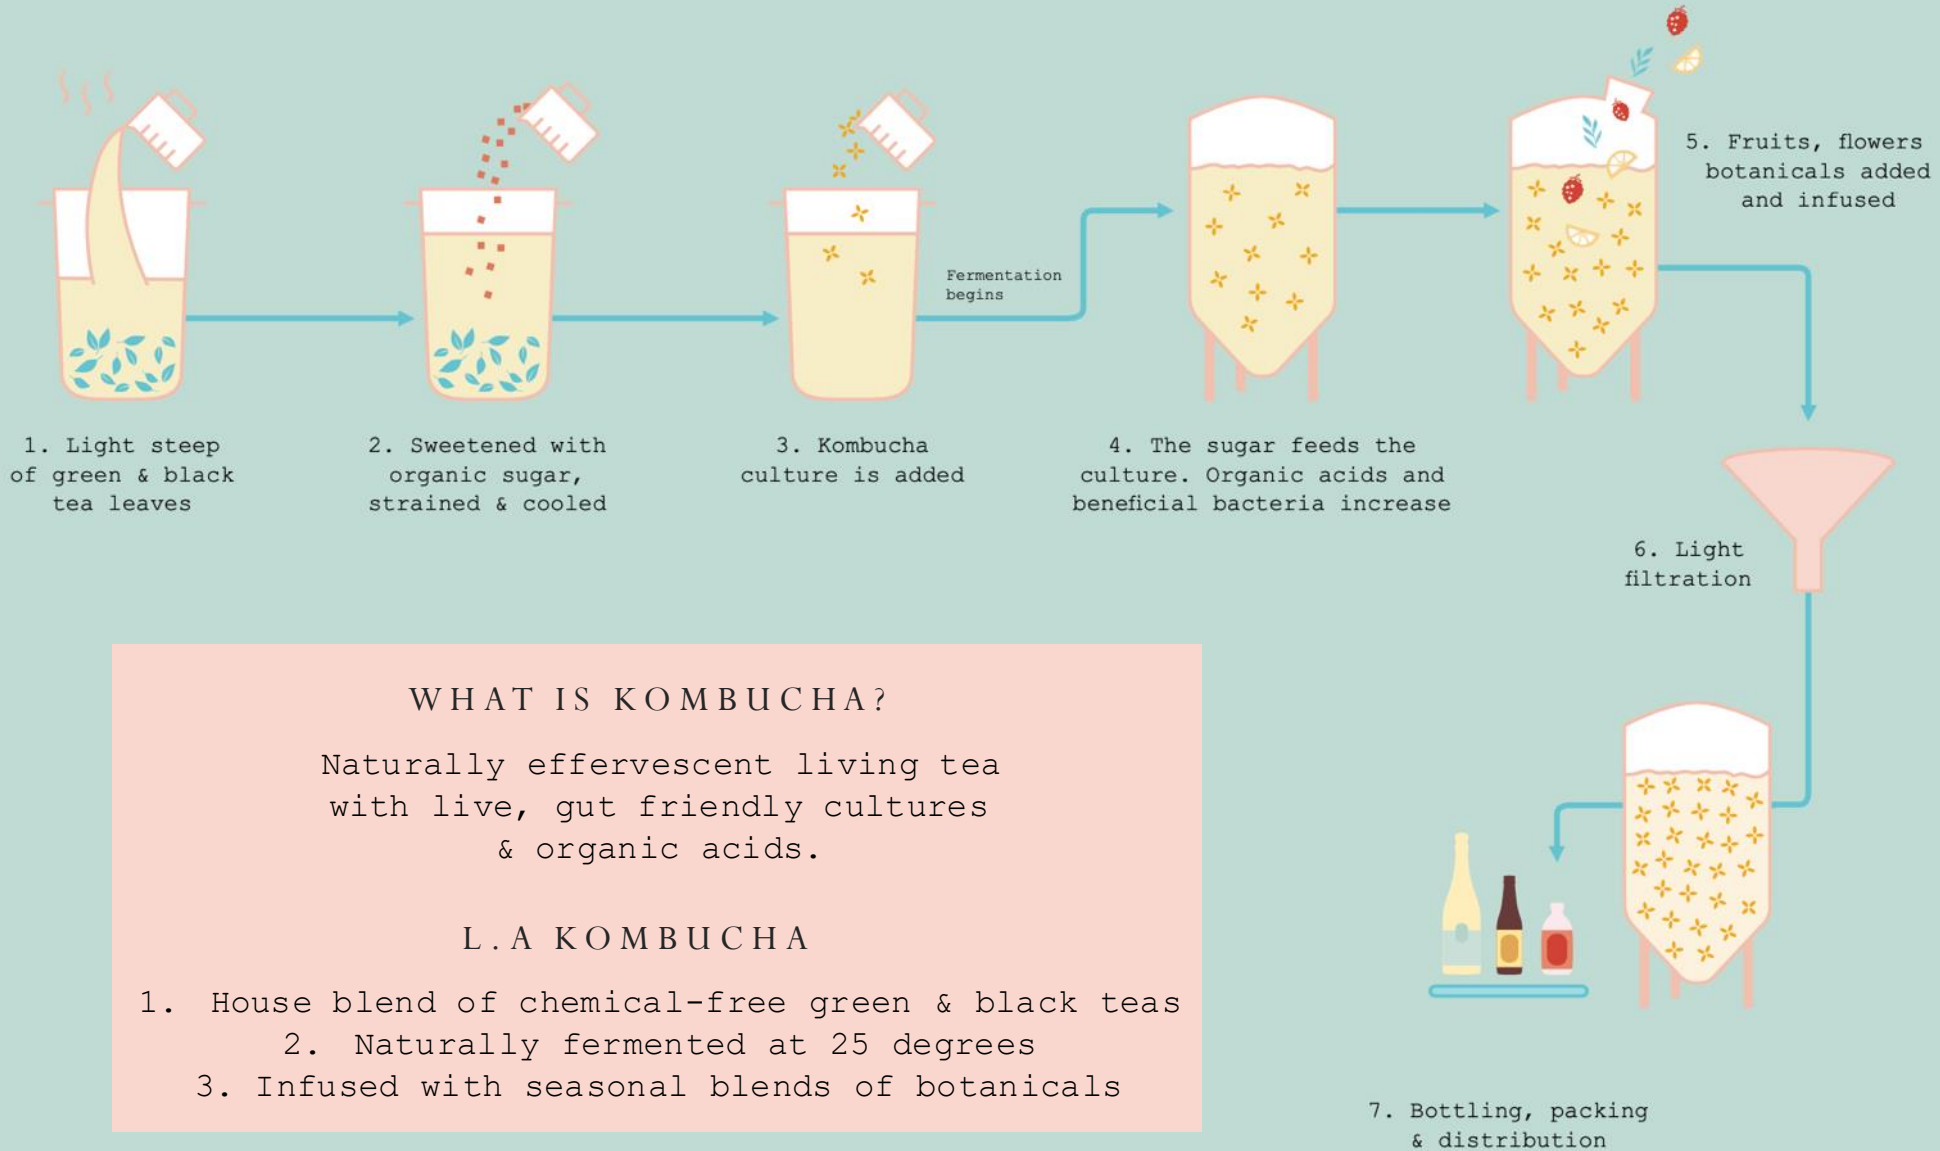 1. Light steep
of green & black
tea leaves
2. Sweetened with
organic sugar,
strained & cooled
3. Kombucha
culture is added
Fermentation
begins
4. The sugar feeds the
culture. Organic acids and
beneficial bacteria increase
5. Fruits, flowers
botanicals added
and infused
6. Light
filtration
WHAT IS KOMBUCHA?
Naturally effervescent living tea
with live, gut friendly cultures
& organic acids.
L.A KOMBUCHA
1. House blend of chemical-free green & black teas
2. Naturally fermented at 25 degrees
3. Infused with seasonal blends of botanicals
7. Bottling, packing
& distribution